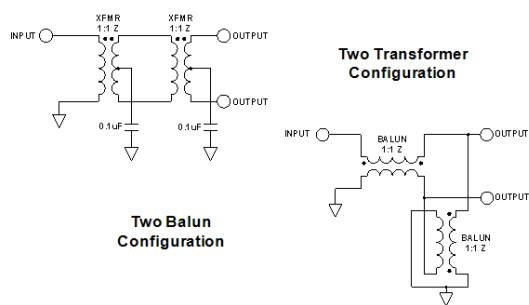 XFMR
1:1 Z
XFMR
1:1 Z
INPUT
OUTPUT
OUTPUT
0.1uF
0.1uF
Two Balun
Configuration
Two Transformer
Configuration
INPUT
BALUN
1:1 Z
OUTPUT
OUTPUT
BALUN
1:1 Z